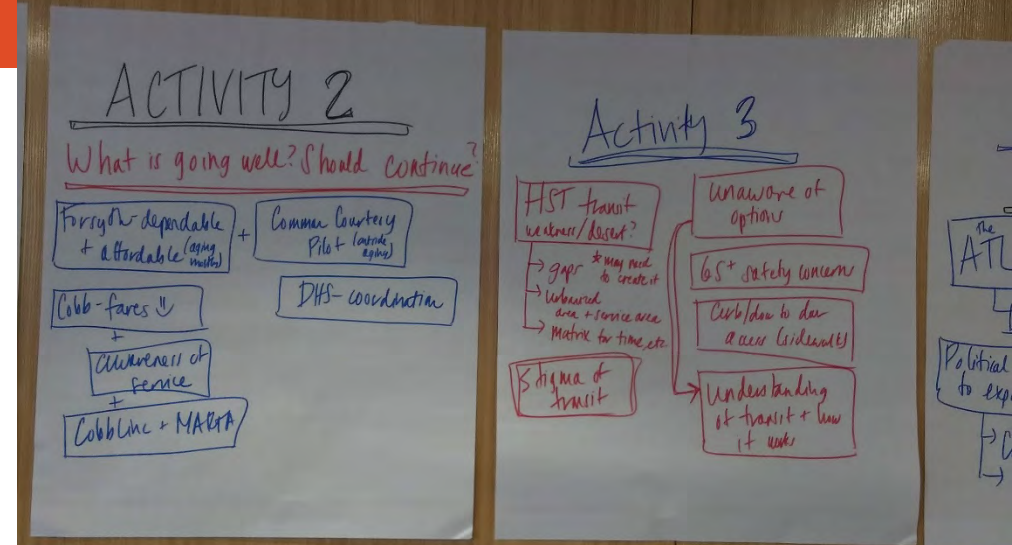 ACTIVITY 2
What is going well? Should continue?
Forsyth-dependable
+ affordable (aging
+
Common Courtesy
Pilot (outside
aging)
DHS-coordination
Cobb-fares
+
awareness of
service
+
CobbLinc + MARTA
Activity 3
HST transit
weakness/desert?
→ gaps
*may need
to create it
→
area + service area
→ Matrix for time, etc.
Stigma of
transit
unaware of
options
65+ safety concern
Curb/door to door
access (sidewalks)
Understanding
of transit + how
it works
The
ATL
Political
to exp
→ C
→